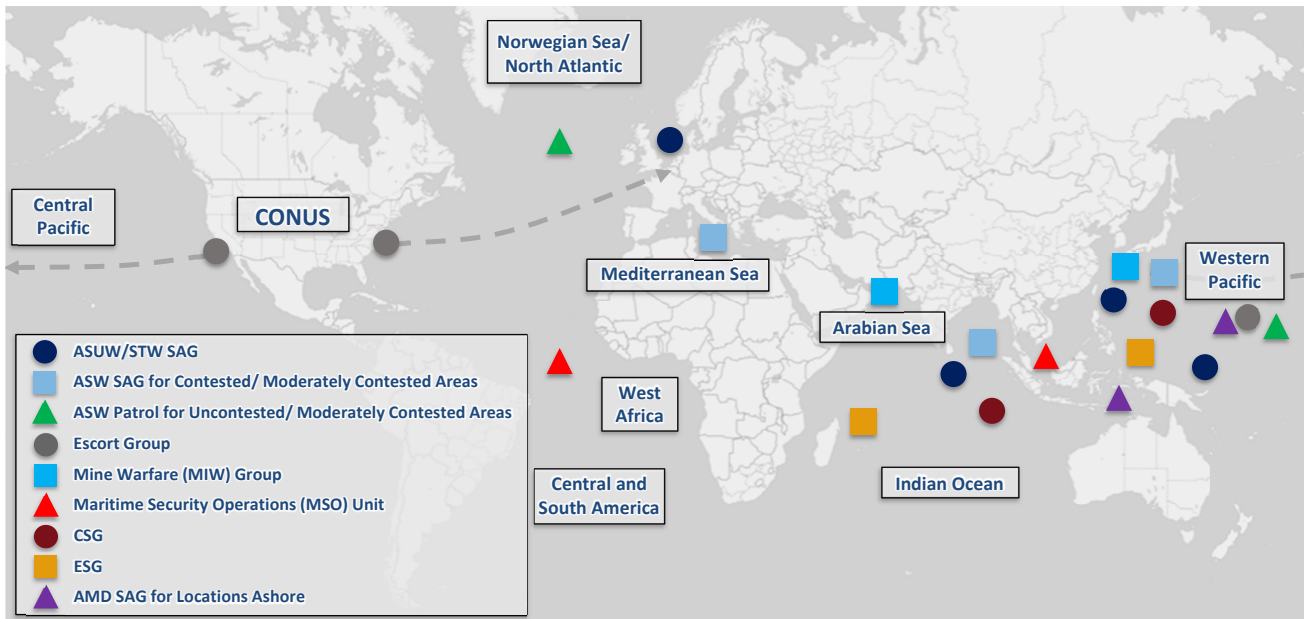 Norwegian Sea/
North Atlantic
Central
Pacific
CONUS
Mediterranean Sea
Western
Pacific
Arabian Sea
West
Africa
Central and
South America
Indian Ocean
ASUW/STW SAG
ASW SAG for Contested/ Moderately Contested Areas
ASW Patrol for Uncontested/ Moderately Contested Areas
Escort Group
Mine Warfare (MIW) Group
Maritime Security Operations (MSO) Unit
CSG
ESG
AMD SAG for Locations Ashore